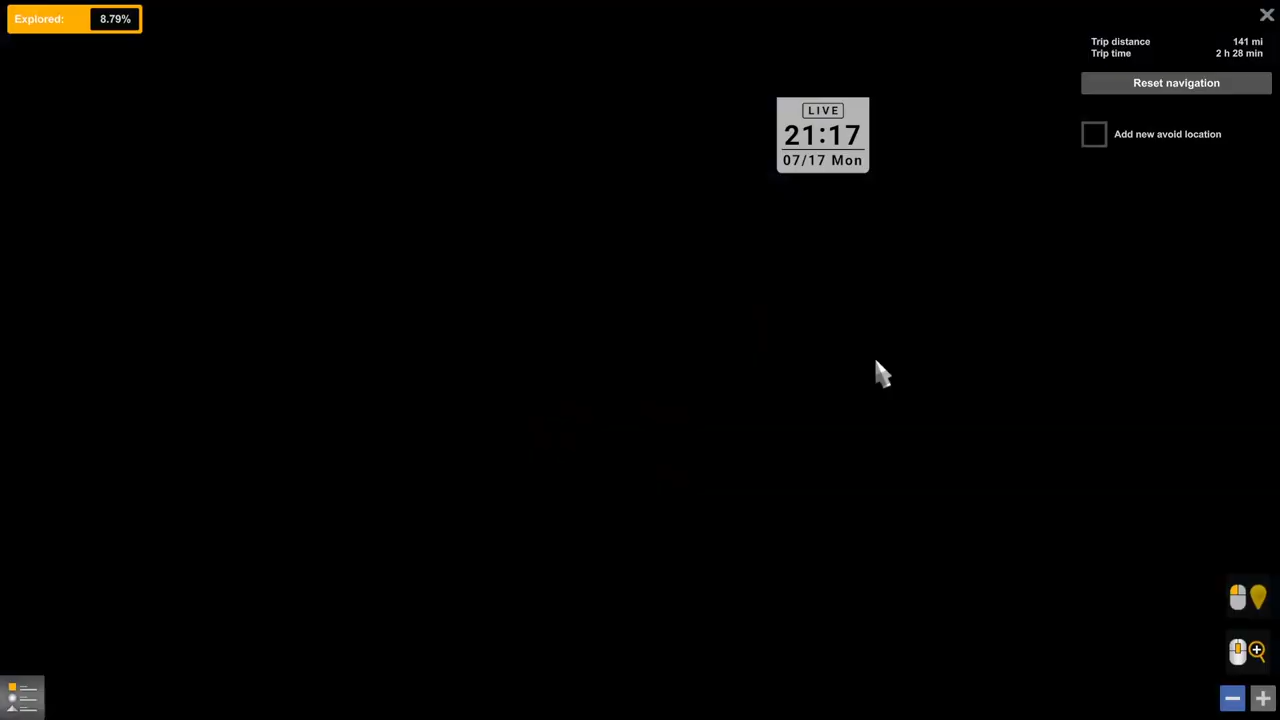 Explored: 8.79%
Trip distance 141 mi
Trip time 2 h 28 min
Reset navigation
LIVE
21:17
07/17 Mon
Add new avoid location